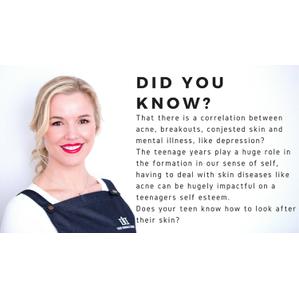 DID YOU
KNOW?
That there is a correlation between
acne, breakouts, conjested skin and
mental illness, like depression?
The teenage years play a huge role in
the formation in our sense of self,
having to deal with skin diseases like
acne can be hugely impactful on a
teenagers self esteem.
Does your teen know how to look after
their skin?